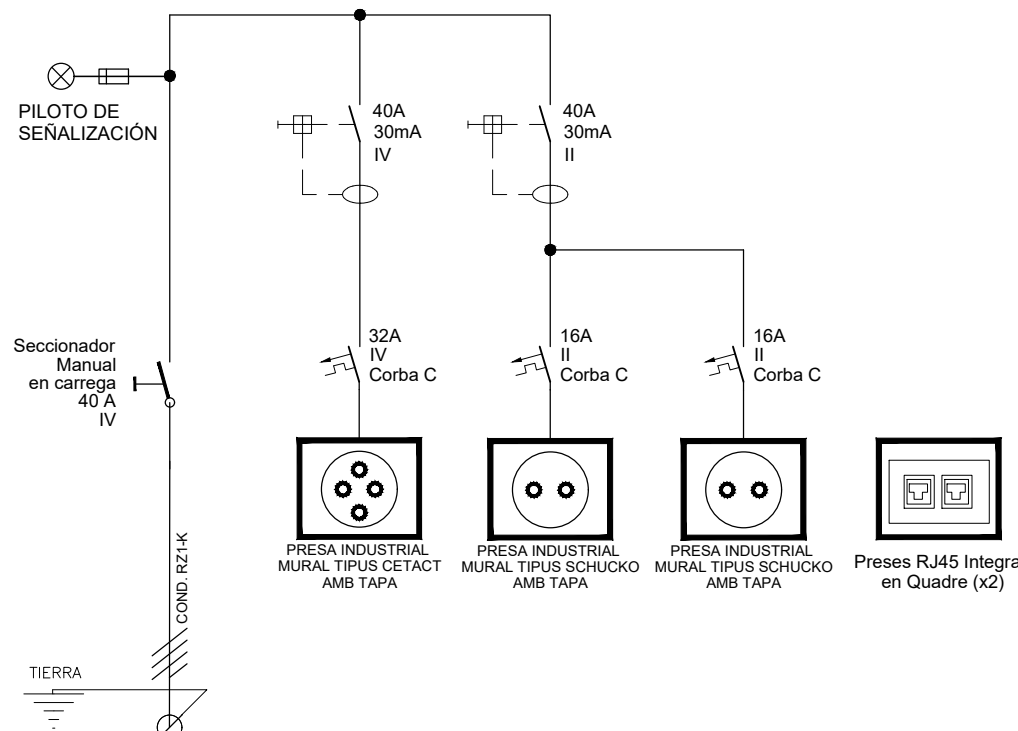 PILOTO DE
SEÑALIZACIÓN
40A
30mA
IV
40A
30mA
II
Seccionador
Manual
en carrega
40 A
IV
32A
IV
Corba C
16A
II
Corba C
16A
II
Corba C
PRESA INDUSTRIAL
MURAL TIPUS CETACT
AMB TAPA
PRESA INDUSTRIAL
MURAL TIPUS SCHUCKO
AMB TAPA
PRESA INDUSTRIAL
MURAL TIPUS SCHUCKO
AMB TAPA
Preses RJ45 Integra
en Quadre (x2)
COND. RZ1-K
TIERRA